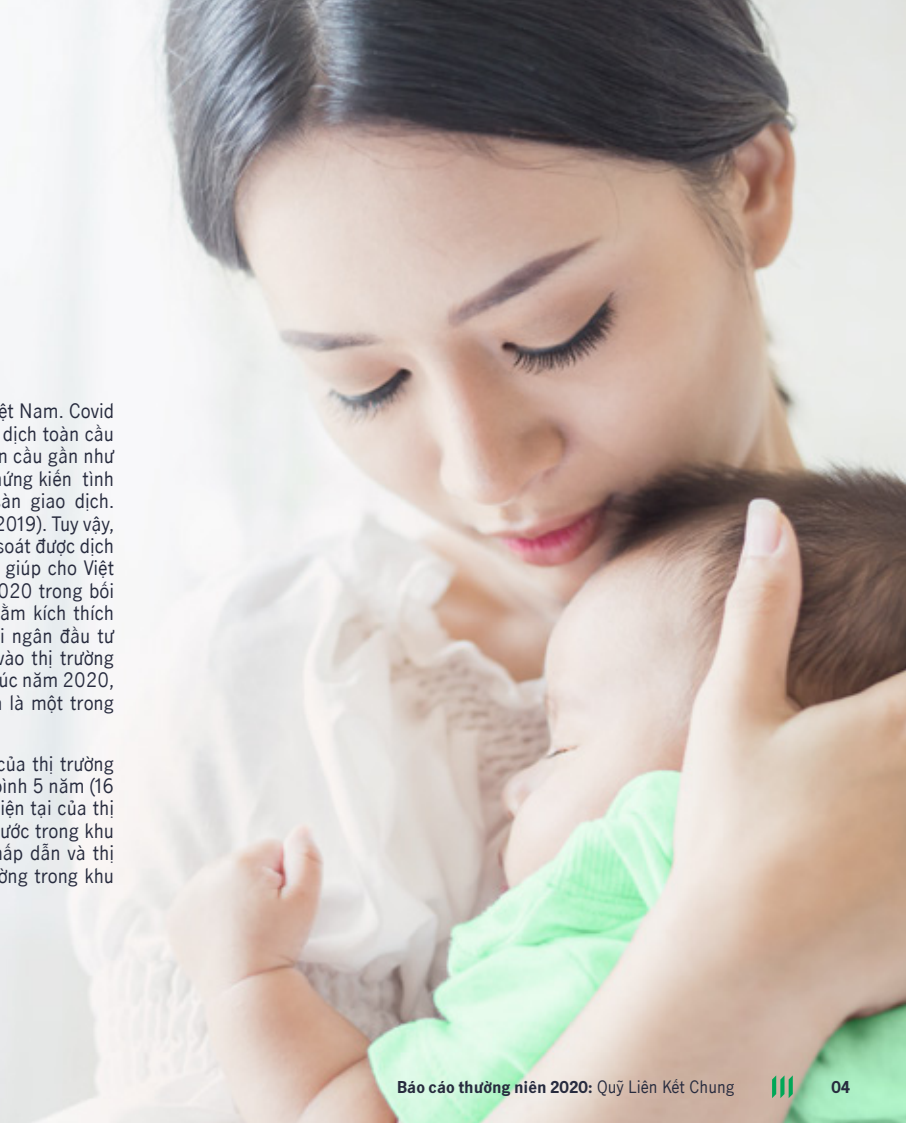 ệt Nam. Covid
dịch toàn cầu
n cầu gần như
ứng kiến tình
àn giao dịch.
2019). Tuy vậy,
soát được dịch
giúp cho Việt
020 trong bối
ằm kích thích
i ngân đầu tư
vào thị trường
úc năm 2020,
là một trong
của thị trường
bình 5 năm (16
iện tại của thị
ước trong khu
hấp dẫn và thị
ờng trong khu
Báo cáo thường niên 2020: Quỹ Liên Kết Chung 04